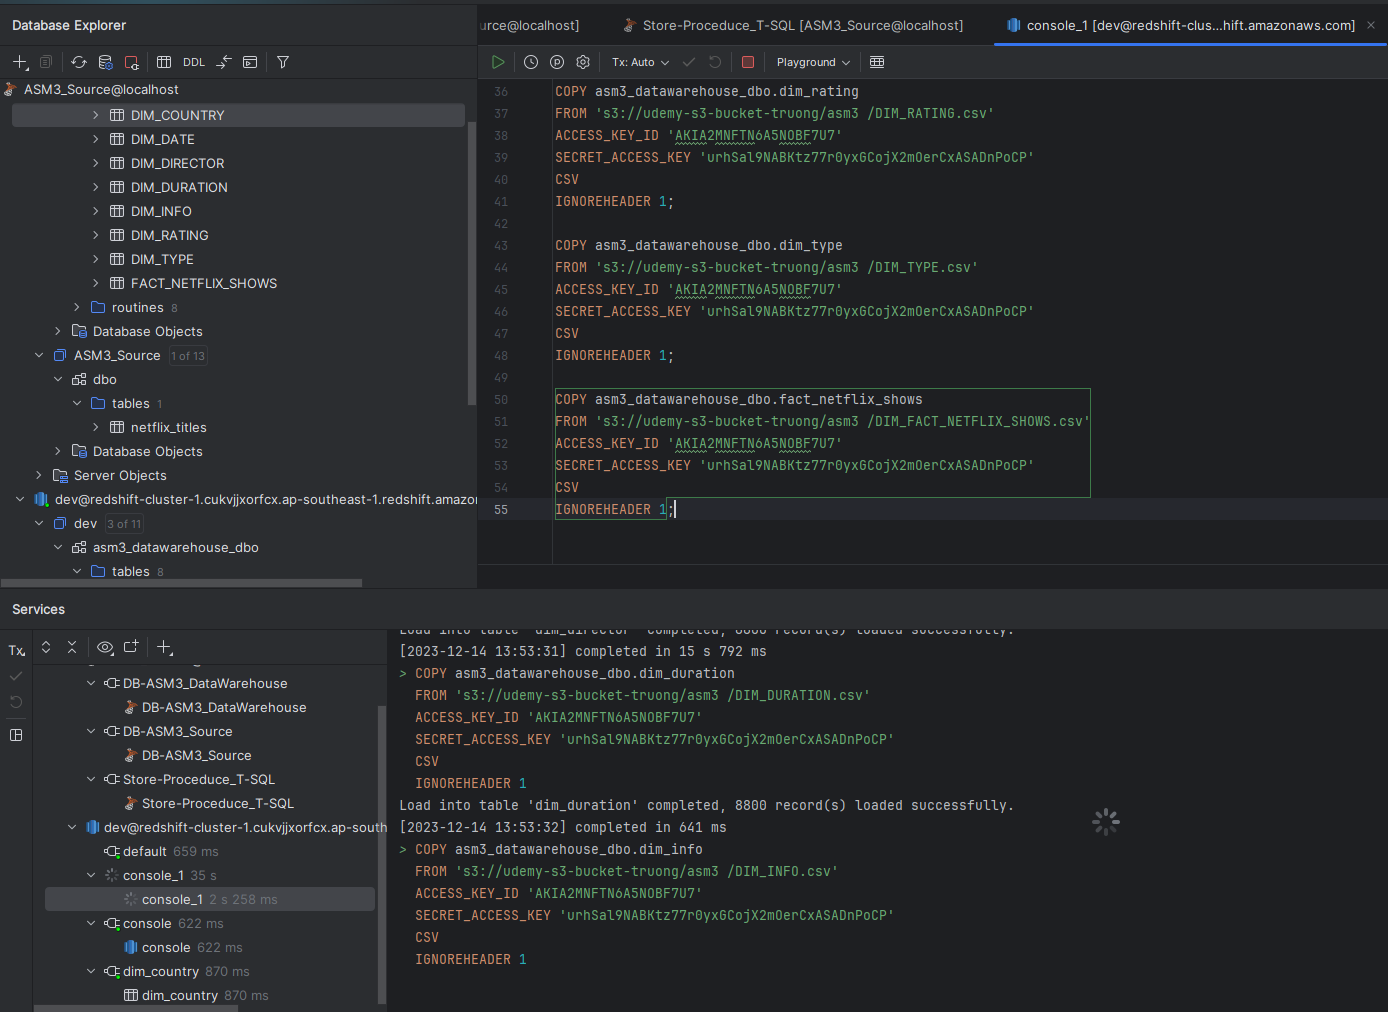 Database Explorer
urce@localhost]
Store-Proceduce_T-SQL [ASM3_Source@localhost]
console_1 [dev@redshift-clus...hift.amazonaws.com]
DDL
Tx: Auto
Playground
ASM3_Source@localhost
DIM_COUNTRY
DIM_DATE
DIM_DIRECTOR
DIM_DURATION
DIM_INFO
DIM_RATING
DIM_TYPE
FACT_NETFLIX_SHOWS
routines 8
Database Objects
ASM3_Source 1 of 13
dbo
tables 1
netflix_titles
Database Objects
Server Objects
dev@redshift-cluster-1.cukvjjxorfcx.ap-southeast-1.redshift.amazo
dev 3 of 11
asm3_datawarehouse_dbo
tables 8
36 COPY asm3_datawarehouse_dbo.dim_rating
37 FROM 's3://udemy-s3-bucket-truong/asm3 /DIM_RATING.csv'
38 ACCESS_KEY_ID 'AKIA2MNFTN6A5NOBF7U7'
39 SECRET_ACCESS_KEY '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'
40 CSV
41 IGNOREHEADER 1;
42
43 COPY asm3_datawarehouse_dbo.dim_type
44 FROM 's3://udemy-s3-bucket-truong/asm3 /DIM_TYPE.csv'
45 ACCESS_KEY_ID 'AKIA2MNFTN6A5NOBF7U7'
46 SECRET_ACCESS_KEY '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'
47 CSV
48 IGNOREHEADER 1;
49
50 COPY asm3_datawarehouse_dbo.fact_netflix_shows
51 FROM 's3://udemy-s3-bucket-truong/asm3 /DIM_FACT_NETFLIX_SHOWS.csv'
52 ACCESS_KEY_ID 'AKIA2MNFTN6A5NOBF7U7'
53 SECRET_ACCESS_KEY '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'
54 CSV
55 IGNOREHEADER 1;
Services
Tx
DB-ASM3_DataWarehouse
DB-ASM3_DataWarehouse
DB-ASM3_Source
DB-ASM3_Source
Store-Proceduce_T-SQL
Store-Proceduce_T-SQL
dev@redshift-cluster-1.cukvjjxorfcx.ap-south
default 659 ms
console_1 35 s
console_1 2 s 258 ms
console 622 ms
console 622 ms
dim_country 870 ms
dim_country 870 ms
Load into table 'dim_director' completed, 8800 record(s) loaded successfully.
[2023-12-14 13:53:31] completed in 15 s 792 ms
> COPY asm3_datawarehouse_dbo.dim_duration
FROM 's3://udemy-s3-bucket-truong/asm3 /DIM_DURATION.csv'
ACCESS_KEY_ID 'AKIA2MNFTN6A5NOBF7U7'
SECRET_ACCESS_KEY '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'
CSV
IGNOREHEADER 1
Load into table 'dim_duration' completed, 8800 record(s) loaded successfully.
[2023-12-14 13:53:32] completed in 641 ms
> COPY asm3_datawarehouse_dbo.dim_info
FROM 's3://udemy-s3-bucket-truong/asm3 /DIM_INFO.csv'
ACCESS_KEY_ID 'AKIA2MNFTN6A5NOBF7U7'
SECRET_ACCESS_KEY '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'
CSV
IGNOREHEADER 1